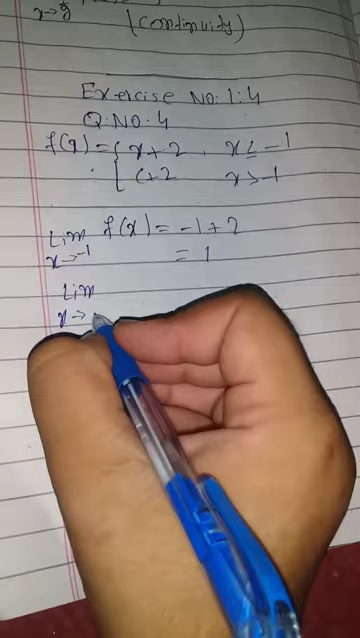 (Continuity)
Exercise NO: 1:4
Q: NO: 4
f(x) = { x + 2 , x ≤ -1
c + 2 x > -1
Lim f(x) = -1 + 2
x → -1 = 1
Lim
x →